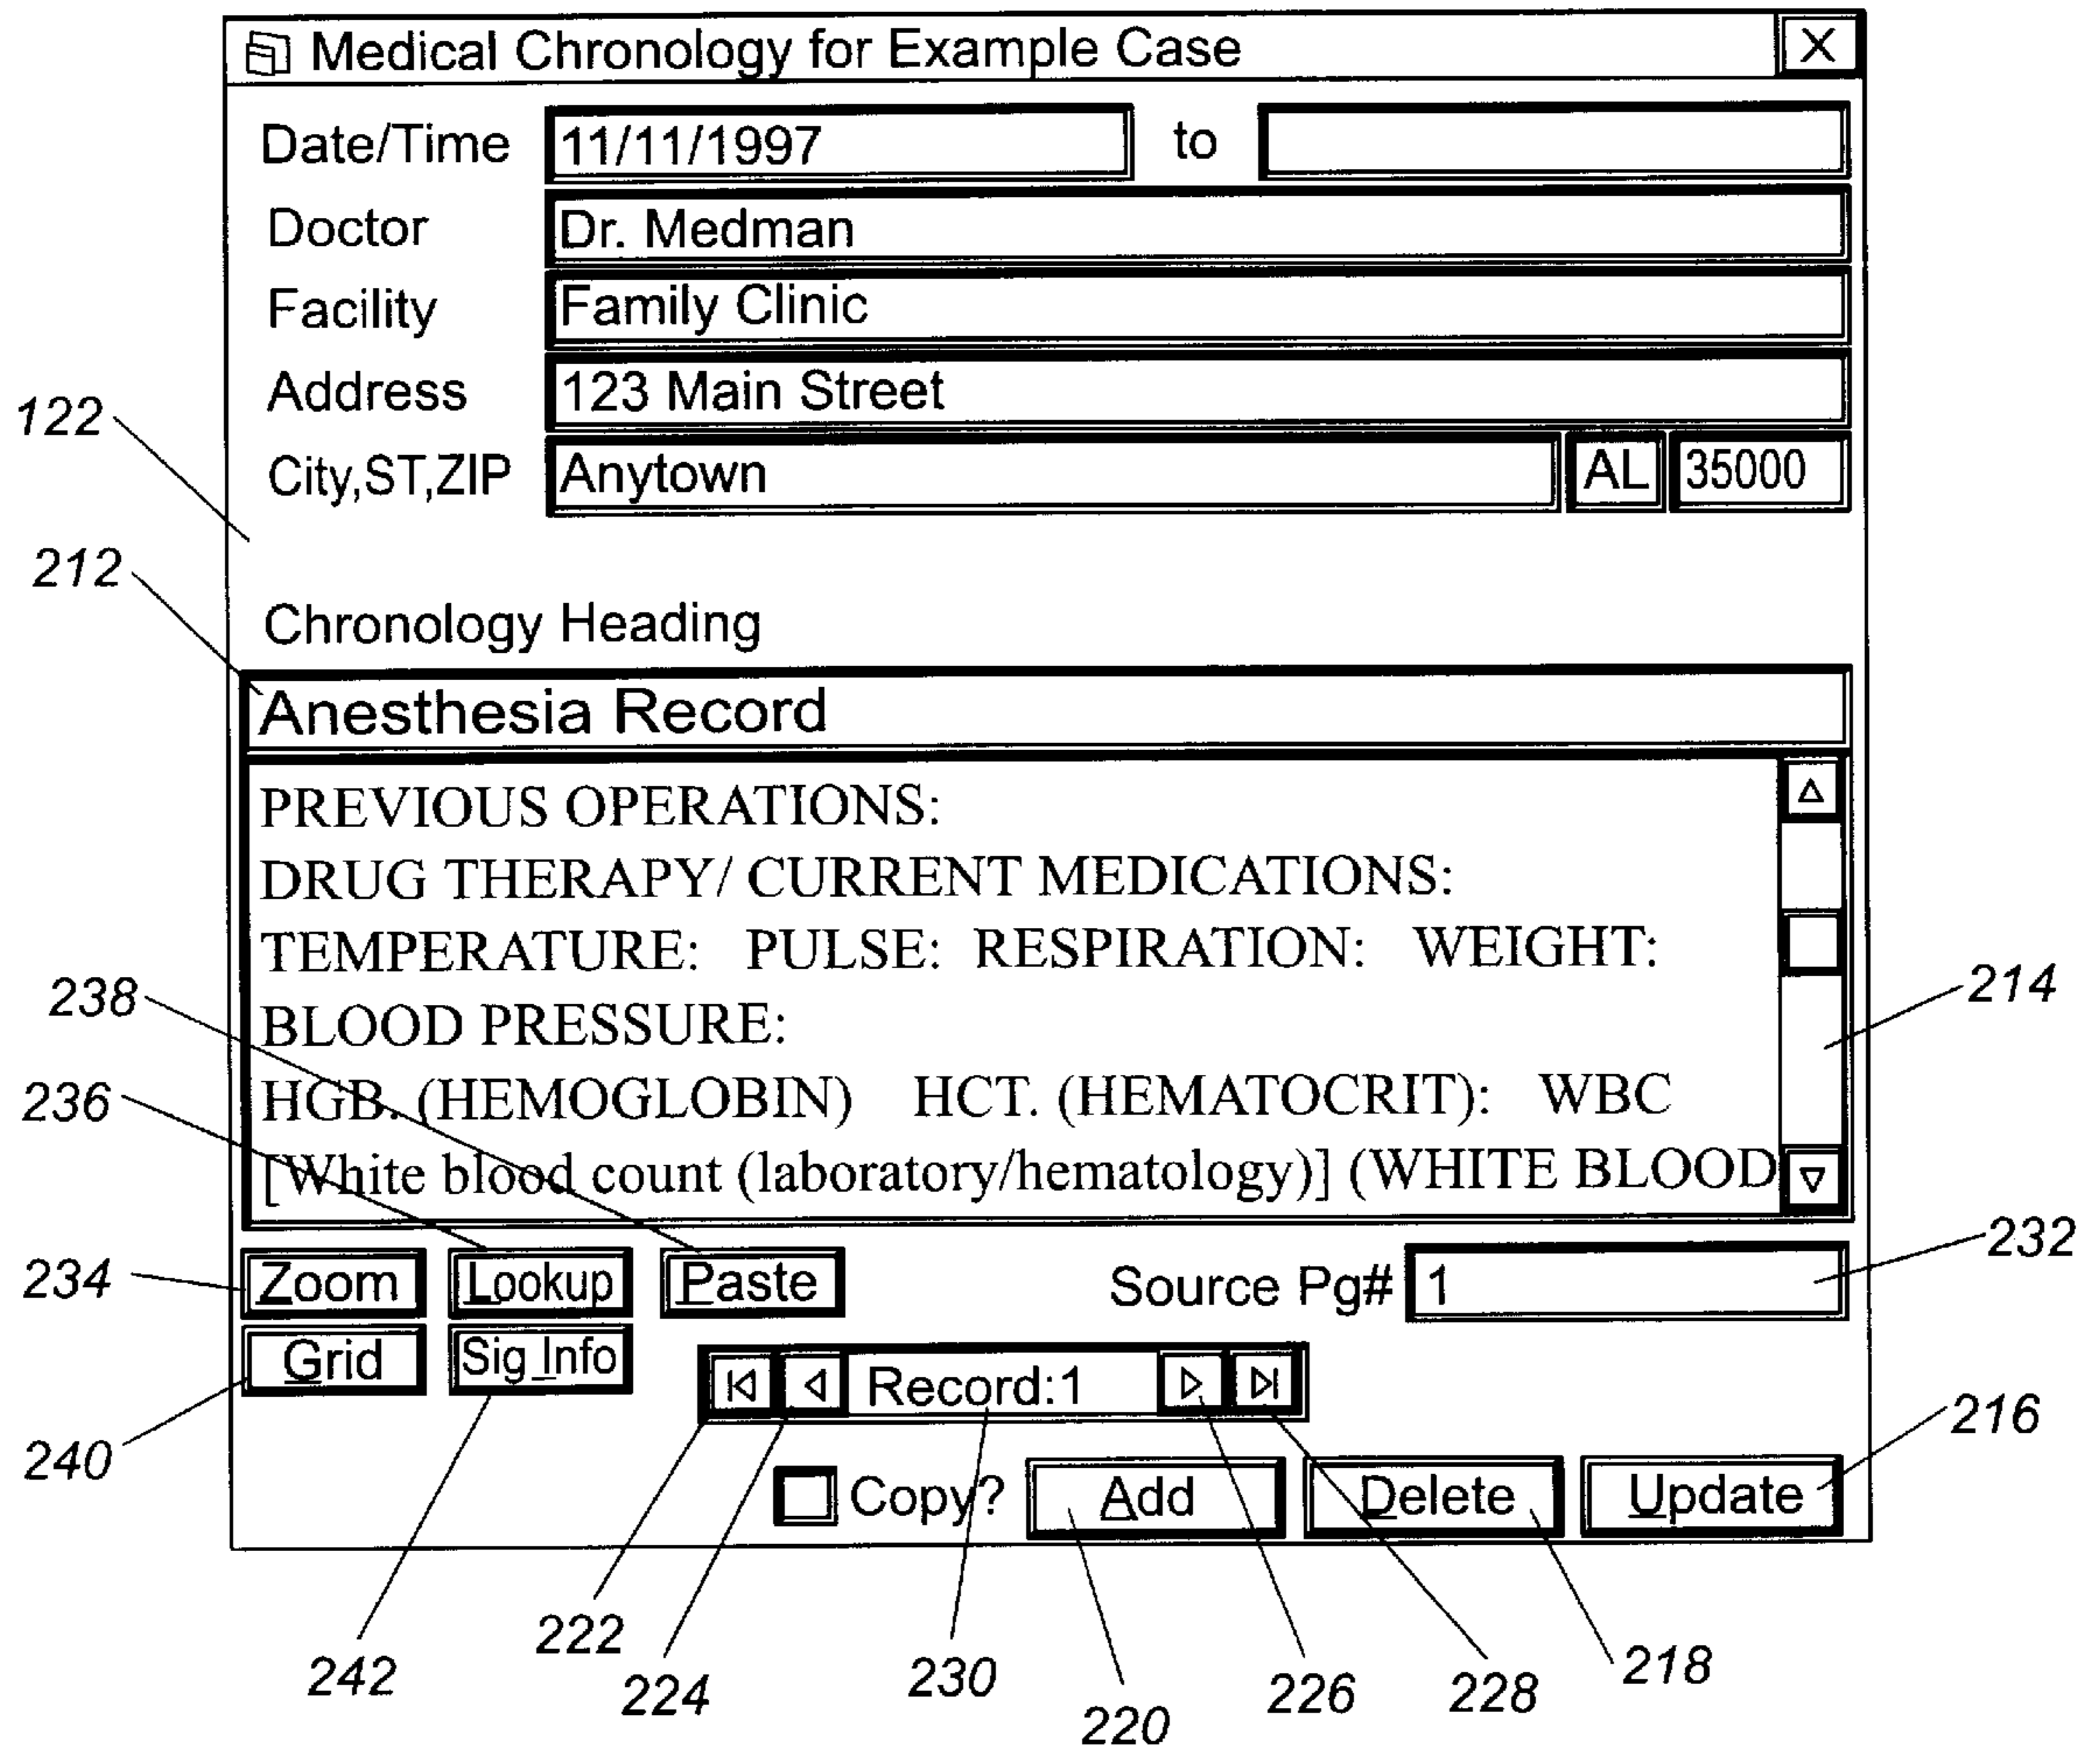 Medical Chronology for Example Case X
Date/Time 11/11/1997 to
Doctor Dr. Medman
Facility Family Clinic
Address 123 Main Street
122
City,ST,ZIP Anytown AL 35000
212
Chronology Heading
Anesthesia Record
PREVIOUS OPERATIONS:
DRUG THERAPY/ CURRENT MEDICATIONS:
TEMPERATURE: PULSE: RESPIRATION: WEIGHT:
238
214
BLOOD PRESSURE:
236
HGB. (HEMOGLOBIN) HCT. (HEMATOCRIT): WBC
[White blood count (laboratory/hematology)] (WHITE BLOOD
232
234
Zoom Lookup Paste Source Pg# 1
Grid Sig Info
Record:1
216
240
Copy? Add Delete Update
222
242
224
230
226
228
218
220